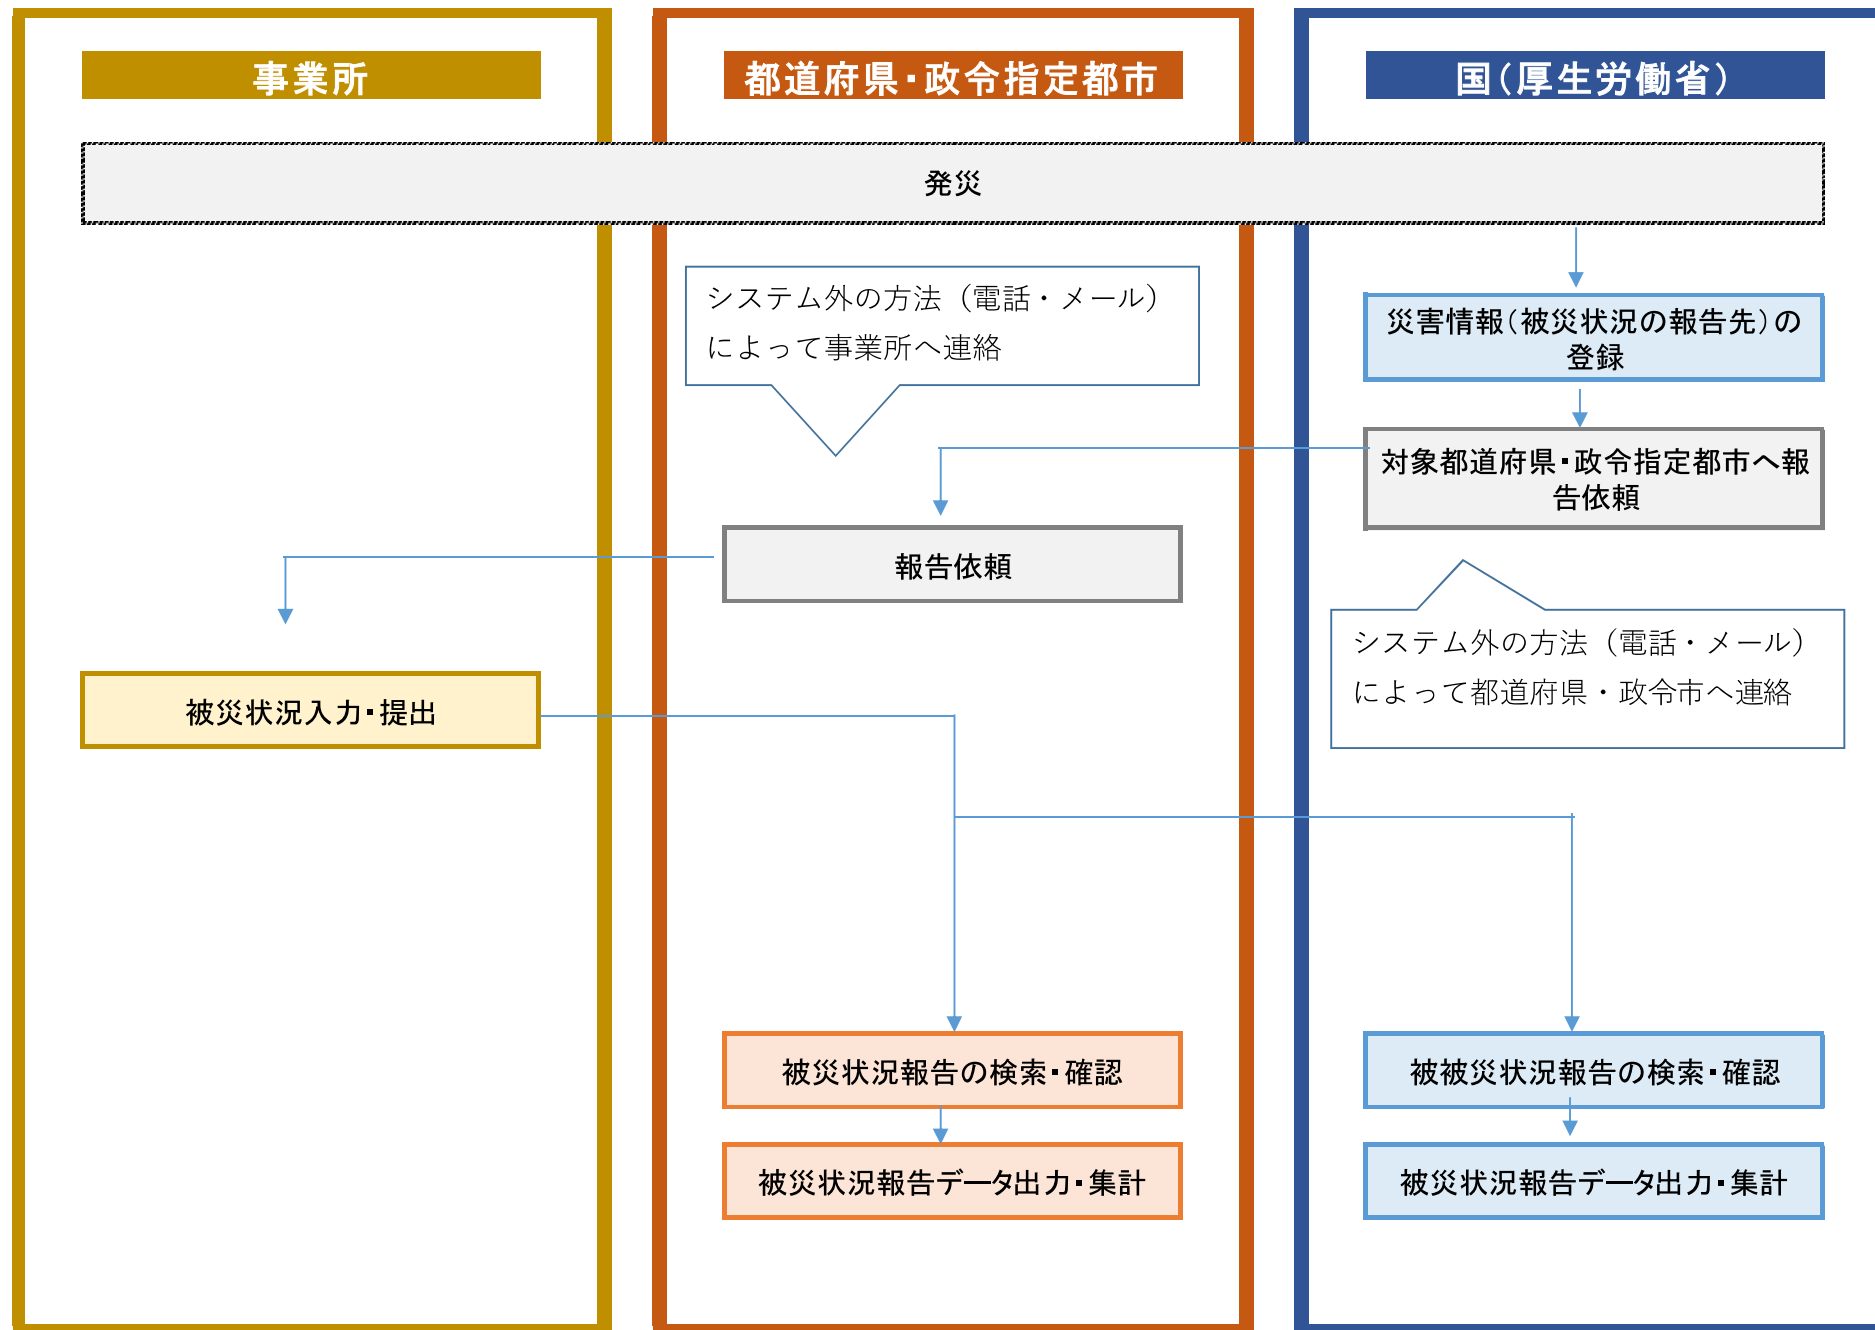 事業所
都道府県・政令指定都市
国(厚生労働省)
発災
システム外の方法（電話・メール）
によって事業所へ連絡
災害情報(被災状況の報告先)の
登録
対象都道府県・政令指定都市へ報
告依頼
報告依頼
システム外の方法（電話・メール）
によって都道府県・政令市へ連絡
被災状況入力・提出
被災状況報告の検索・確認
被被災状況報告の検索・確認
被災状況報告データ出力・集計
被災状況報告データ出力・集計